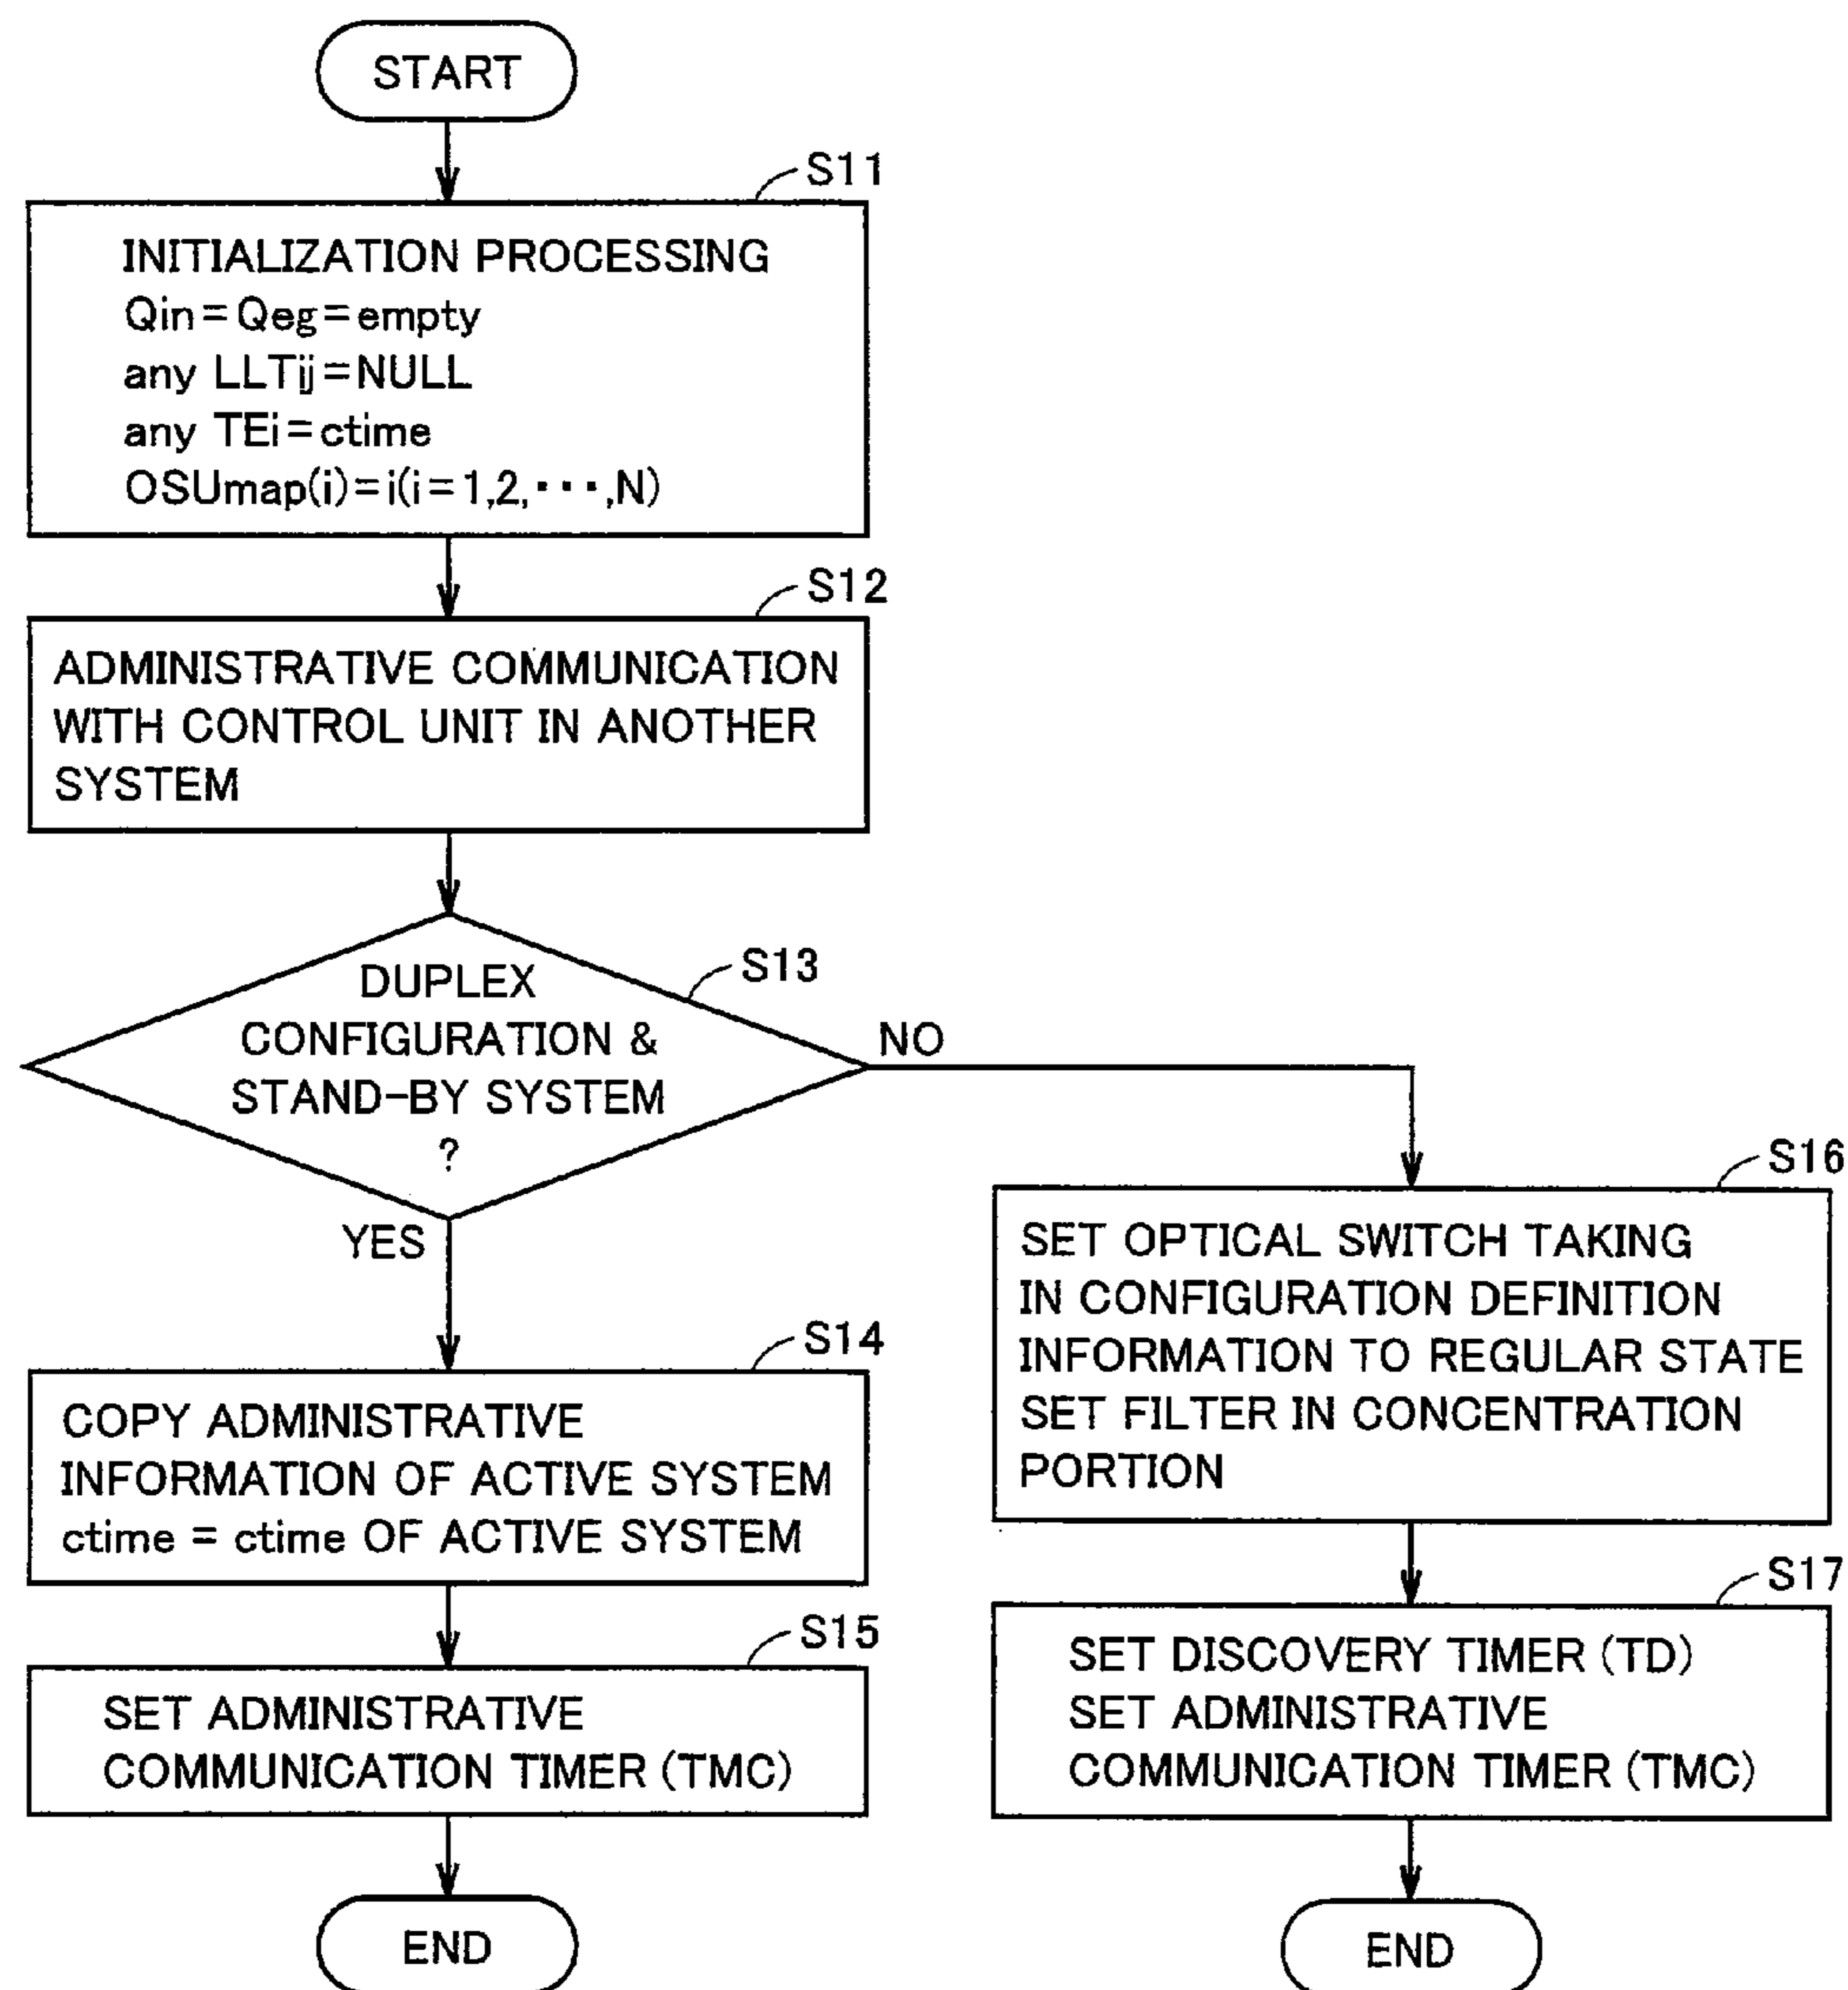 START
S11
INITIALIZATION PROCESSING
Qin=Qeg=empty
any LLTij=NULL
any TEi=ctime
OSUmap(i)=i(i=1,2,・・・,N)
S12
ADMINISTRATIVE COMMUNICATION
WITH CONTROL UNIT IN ANOTHER
SYSTEM
S13
DUPLEX
CONFIGURATION &
STAND-BY SYSTEM
?
NO
YES
S14
COPY ADMINISTRATIVE
INFORMATION OF ACTIVE SYSTEM
ctime = ctime OF ACTIVE SYSTEM
S15
SET ADMINISTRATIVE
COMMUNICATION TIMER (TMC)
END
S16
SET OPTICAL SWITCH TAKING
IN CONFIGURATION DEFINITION
INFORMATION TO REGULAR STATE
SET FILTER IN CONCENTRATION
PORTION
S17
SET DISCOVERY TIMER (TD)
SET ADMINISTRATIVE
COMMUNICATION TIMER (TMC)
END